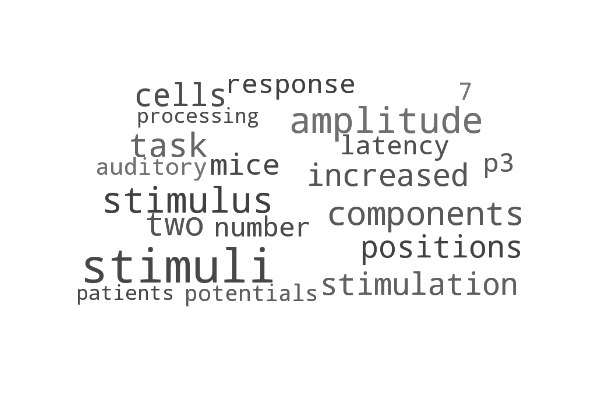 response
7
cells
processing
amplitude
task
latency
auditory
mice
increased
p3
stimulus
components
two
number
positions
stimuli
stimulation
patients
potentials